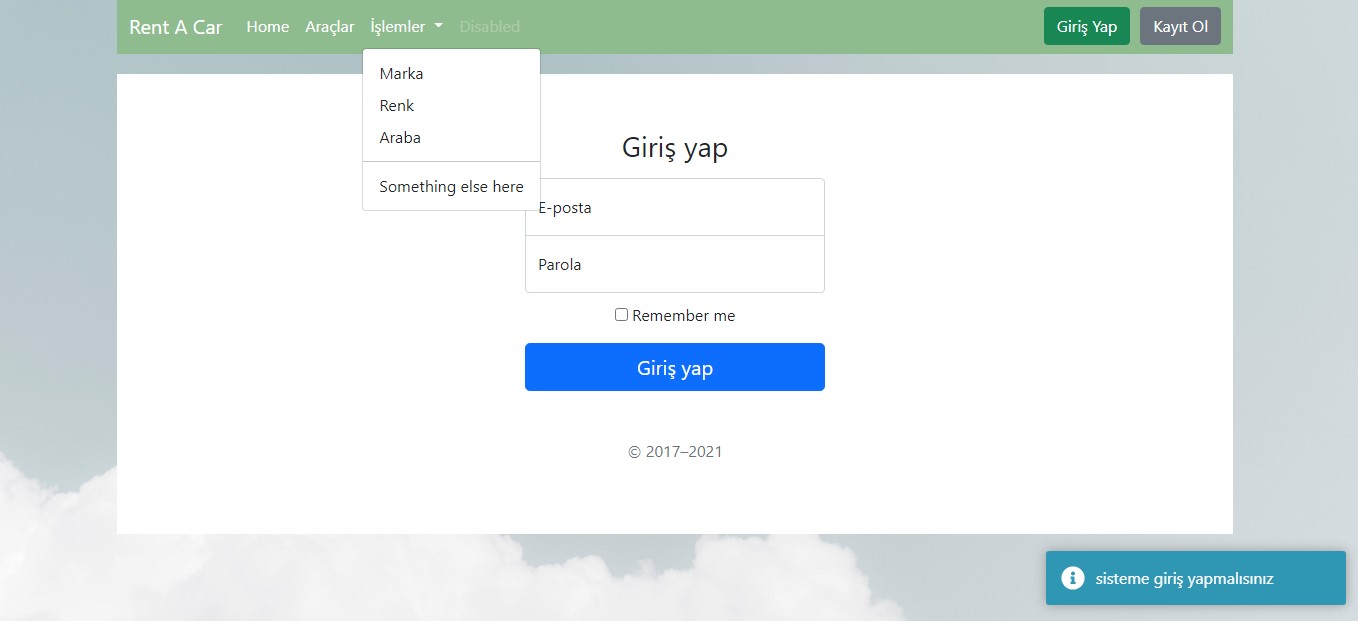 Rent A Car Home Araçlar İşlemler Disabled Giriş Yap Kayıt Ol
Marka
Renk
Araba
Something else here
Giriş yap
E-posta
Parola
Remember me
Giriş yap
© 2017–2021
sisteme giriş yapmalısınız